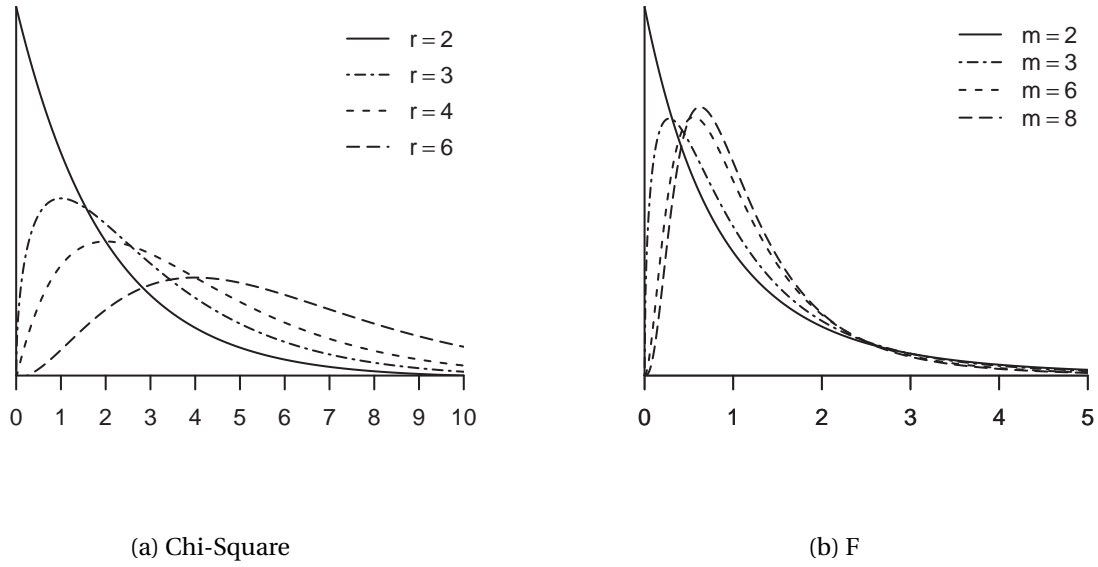 r = 2
r = 3
r = 4
r = 6
0 1 2 3 4 5 6 7 8 9 10
(a) Chi-Square
m = 2
m = 3
m = 6
m = 8
0 1 2 3 4 5
(b) F